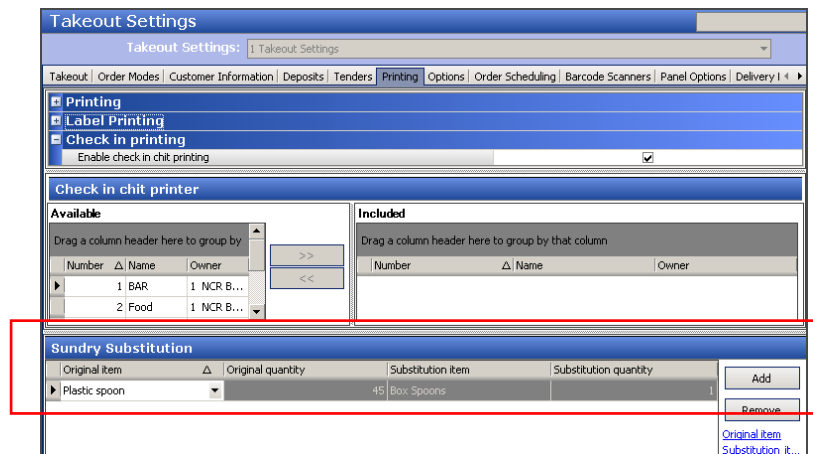 Takeout Settings
Takeout Settings: 1 Takeout Settings
Takeout Order Modes Customer Information Deposits Tenders Printing Options Order Scheduling Barcode Scanners Panel Options Delivery
Printing
Label Printing
Check in printing
Enable check in chit printing
Check in chit printer
Available Included
Drag a column header here to group by >> Drag a column header here to group by that column
Number Name Owner << Number Name Owner
1 BAR 1 NCR B...
2 Food 1 NCR B...
Sundry Substitution
Original item Original quantity Substitution item Substitution quantity Add
Plastic spoon 45 Box Spoons 1
Remove
Original item
Substitution it...